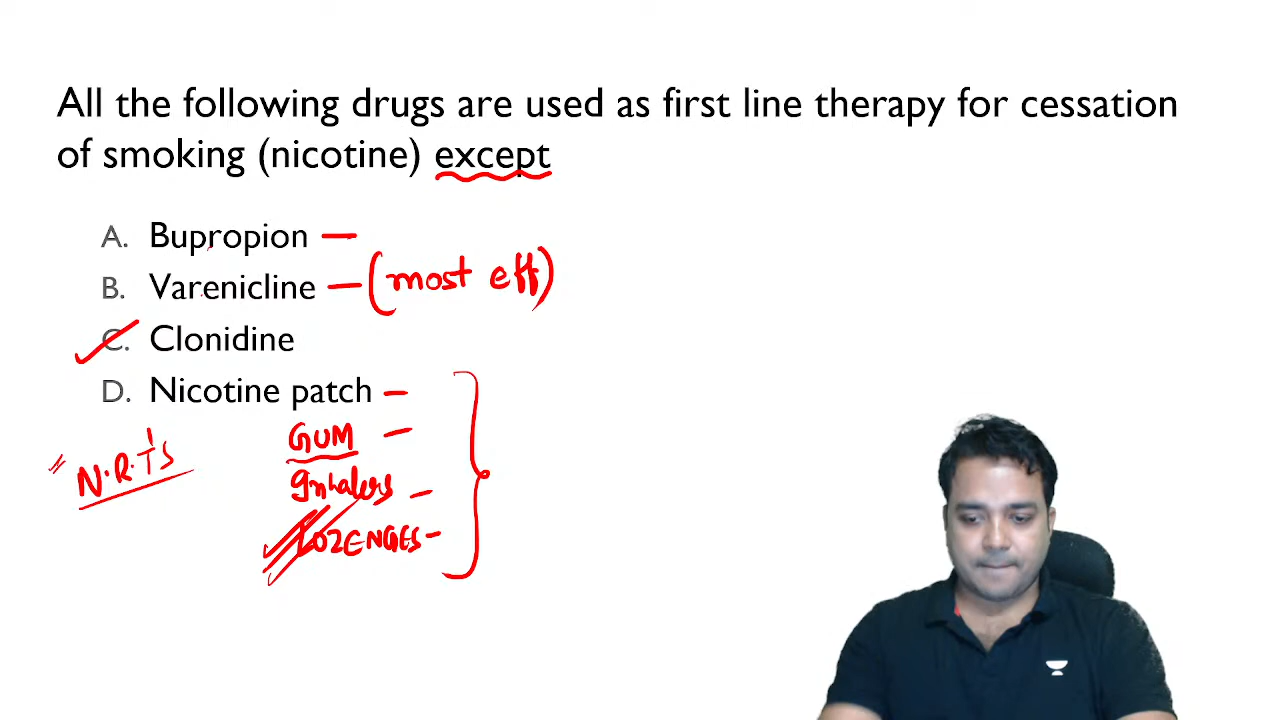 All the following drugs are used as first line therapy for cessation
of smoking (nicotine) except
A. Bupropion —
B. Varenicline — (most eff)
C. Clonidine
D. Nicotine patch —
GUM —
N.R.T'S
Inhalers —
LOZENGES -